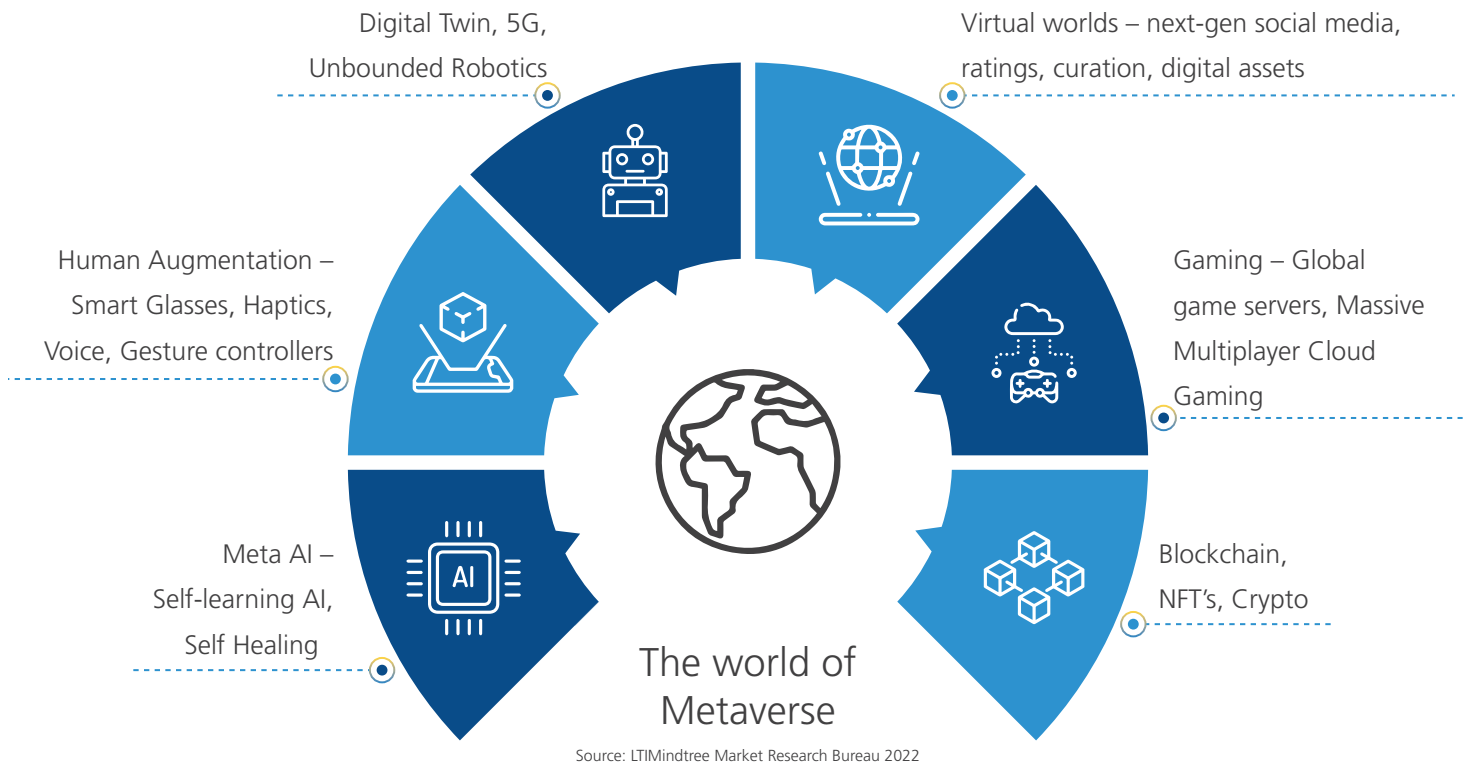 Digital Twin, 5G,
Unbounded Robotics
Virtual worlds – next-gen social media,
ratings, curation, digital assets
Human Augmentation –
Smart Glasses, Haptics,
Voice, Gesture controllers
Gaming – Global
game servers, Massive
Multiplayer Cloud
Gaming
Meta AI –
Self-learning AI,
Self Healing
AI
Blockchain,
NFT's, Crypto
The world of
Metaverse
Source: LTIMindtree Market Research Bureau 2022